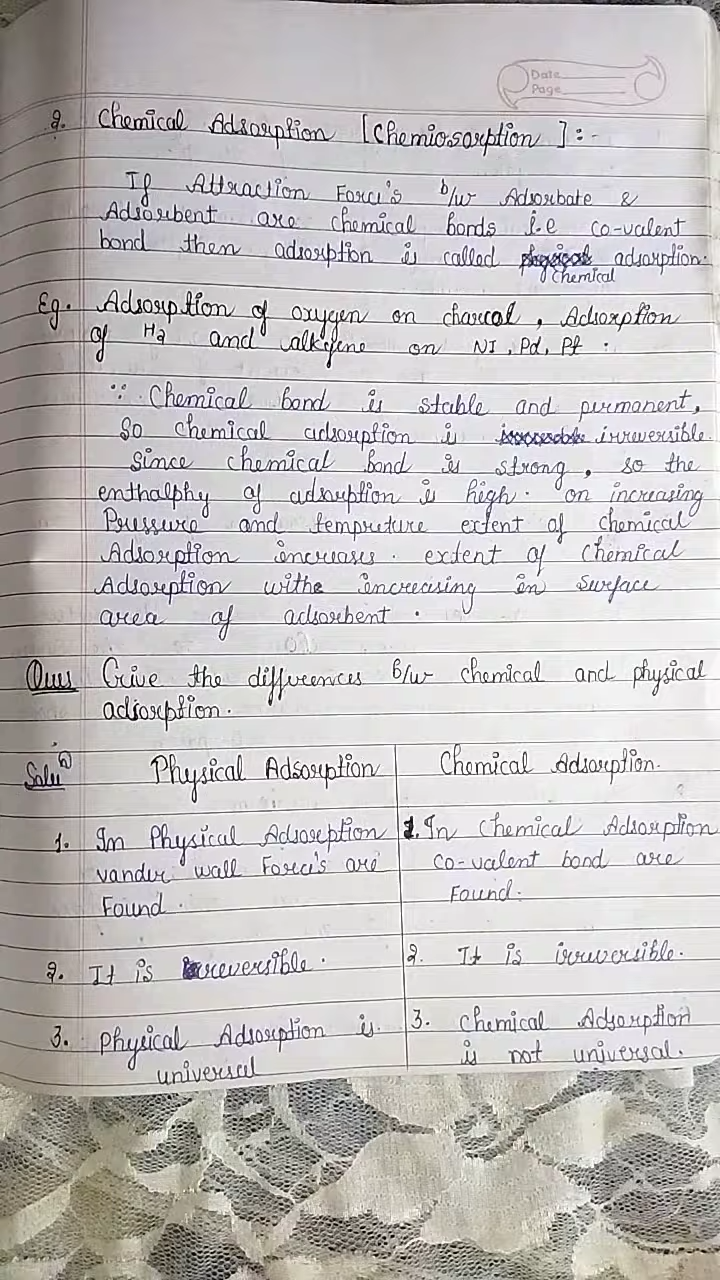 Date
Page
2. Chemical Adsorption [Chemiosorption ] : -
If Attraction Force's b/w Adsorbate &
Adsorbent are chemical bonds i.e co-valent
bond then adsorption is called physical adsorption.
chemical
Eg. Adsorption of oxygen on charcol, Adsorption
of H2 and alkyene on NI, Pd, Pt .
∵ Chemical bond is stable and permanent,
So chemical adsorption is irreversible.
Since chemical bond is strong, so the
enthalphy of adsorption is high. on increasing
Pressure and tempreture extent of chemical
Adsorption increases. extent of chemical
Adsorption withe increasing in surface
area of adsorbent .
Ques Give the differences b/w chemical and physical
adsorption.
Solun Physical Adsorption Chemical Adsorption.
1. In Physical Adsorption 1. In chemical Adsorption
vander wall Force's are co-valent bond are
Found . Found.
2. It is reversible. 2. It is irreversible.
3. physical Adsorption is 3. Chemical Adsorption
universal is not universal.